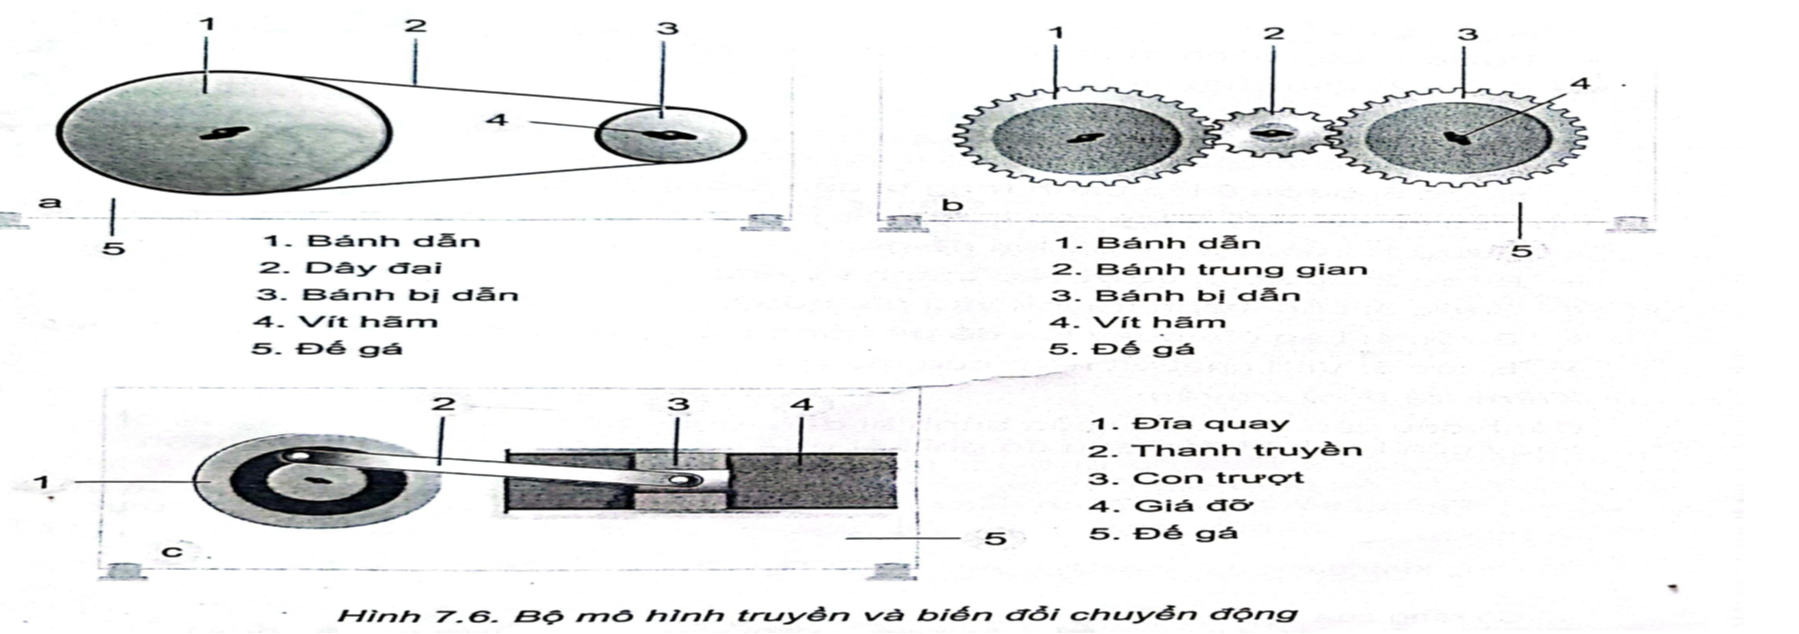 1 2 3
4
a
5
1. Bánh dẫn
2. Dây đai
3. Bánh bị dẫn
4. Vít hãm
5. Đế gá
1 2 3
4
b
5
1. Bánh dẫn
2. Bánh trung gian
3. Bánh bị dẫn
4. Vít hãm
5. Đế gá
2 3 4
1
5
c
1. Đĩa quay
2. Thanh truyền
3. Con trượt
4. Giá đỡ
5. Đế gá
Hình 7.6. Bộ mô hình truyền và biến đổi chuyển động